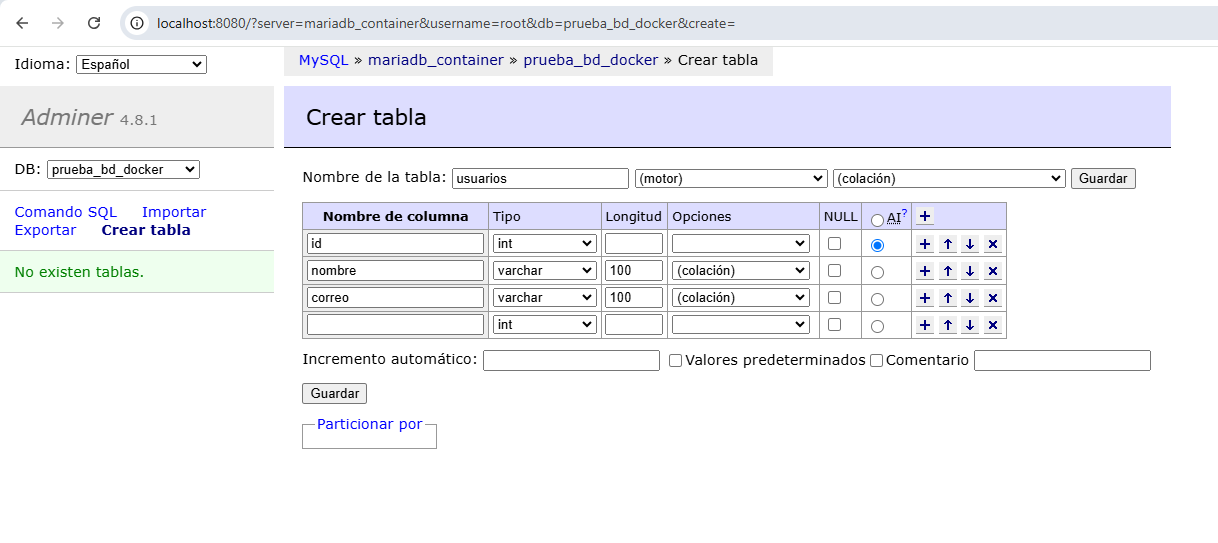 localhost:8080/?server=mariadb_container&username=root&db=prueba_bd_docker&create=
Idioma: Español
MySQL » mariadb_container » prueba_bd_docker » Crear tabla
Adminer 4.8.1
Crear tabla
DB: prueba_bd_docker
Comando SQL Importar
Exportar Crear tabla
No existen tablas.
Nombre de la tabla: usuarios (motor) (colación) Guardar
Nombre de columna Tipo Longitud Opciones NULL AI?
id int
nombre varchar 100 (colación)
correo varchar 100 (colación)
int
Incremento automático: Valores predeterminados Comentario
Guardar
Particionar por